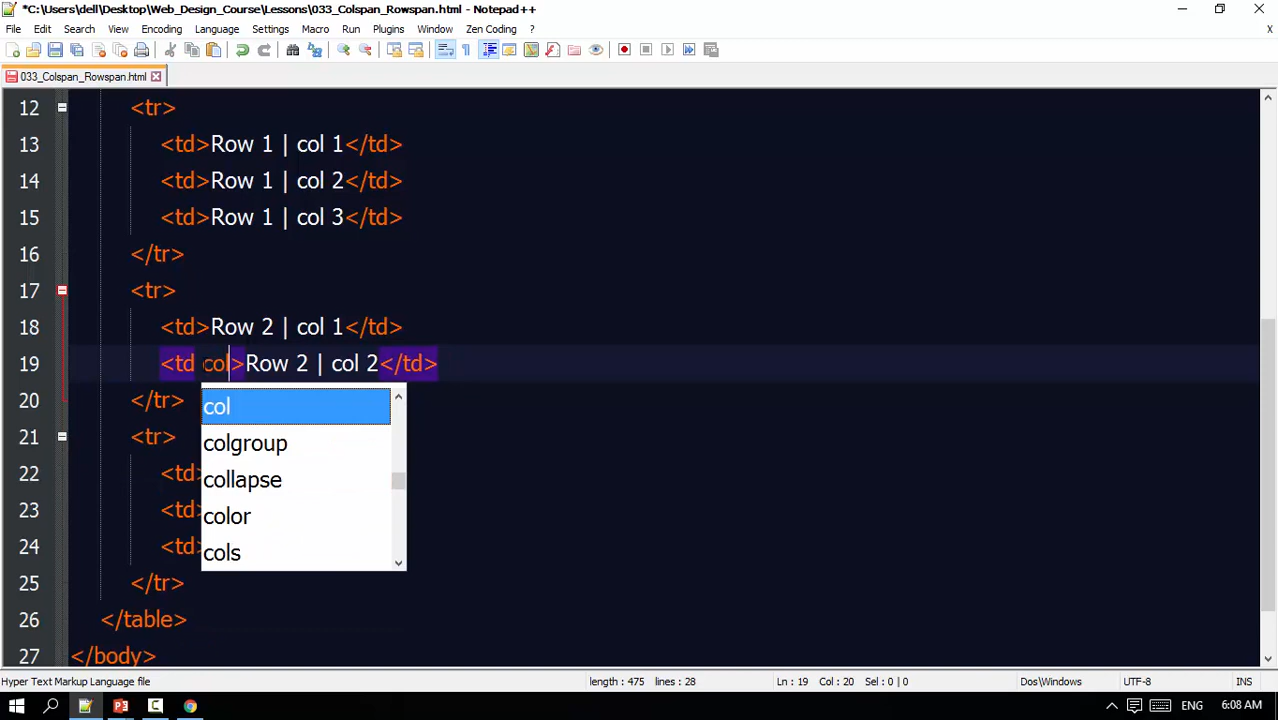 *C:\Users\dell\Desktop\Web_Design_Course\Lessons\033_Colspan_Rowspan.html - Notepad++
File Edit Search View Encoding Language Settings Macro Run Plugins Window Zen Coding ? X
033_Colspan_Rowspan.html
12 <tr>
13 <td>Row 1 | col 1</td>
14 <td>Row 1 | col 2</td>
15 <td>Row 1 | col 3</td>
16 </tr>
17 <tr>
18 <td>Row 2 | col 1</td>
19 <td col>Row 2 | col 2</td>
20 </tr>
col
21 <tr>
colgroup
22 <td>
collapse
23 <td>
color
24 <td>
cols
25 </tr>
26 </table>
27 </body>
Hyper Text Markup Language file length : 475 lines : 28 Ln : 19 Col : 20 Sel : 0 | 0 Dos\Windows UTF-8 INS
ENG 6:08 AM